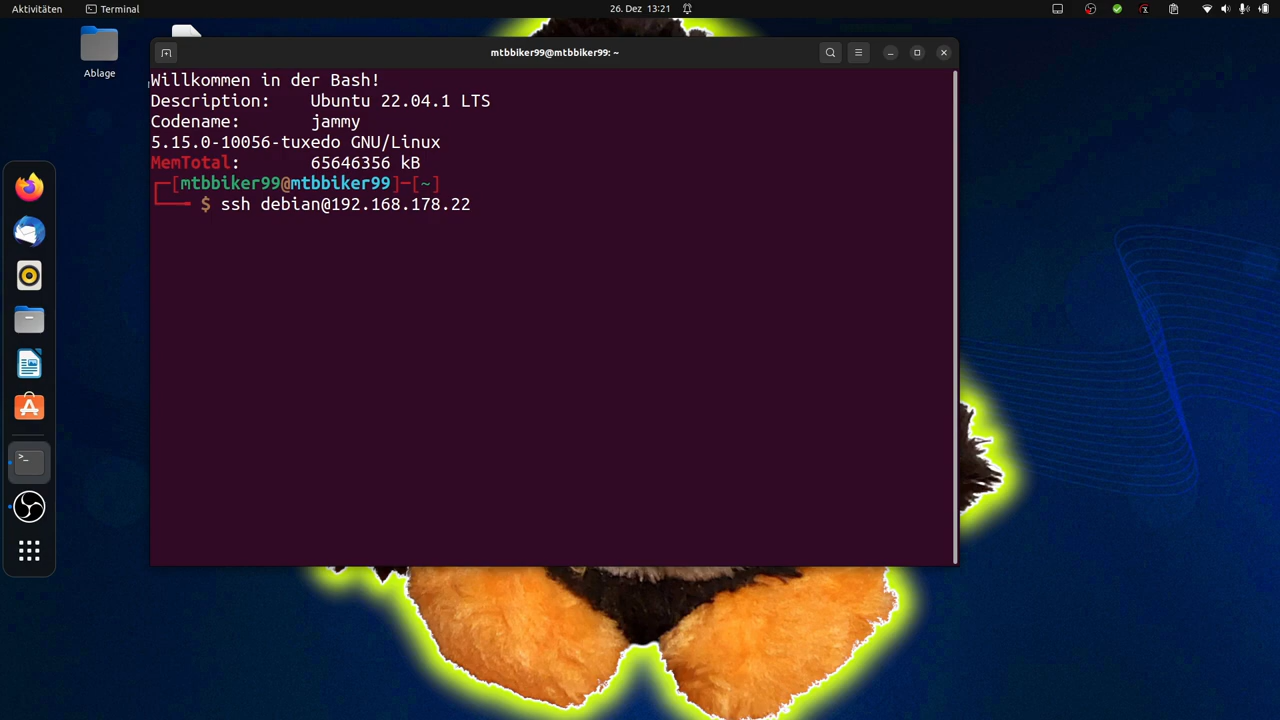 Aktivitäten
Terminal
26. Dez 13:21
Ablage
mtbbiker99@mtbbiker99: ~
Willkommen in der Bash!
Description: Ubuntu 22.04.1 LTS
Codename: jammy
5.15.0-10056-tuxedo GNU/Linux
MemTotal: 65646356 kB
┌─[mtbbiker99@mtbbiker99]─[~]
└──╼ $ ssh debian@192.168.178.22